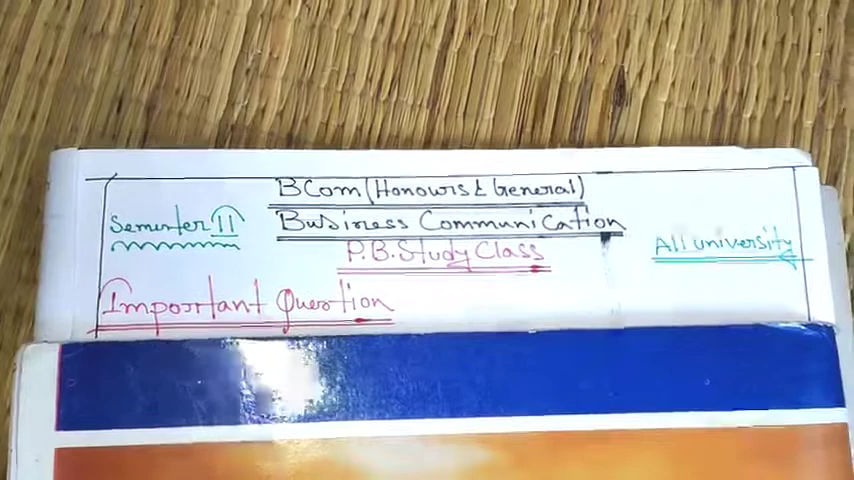 BCom (Honours & General)
Semester II
Business Communication
P.B. Study Class
All university
Important Question